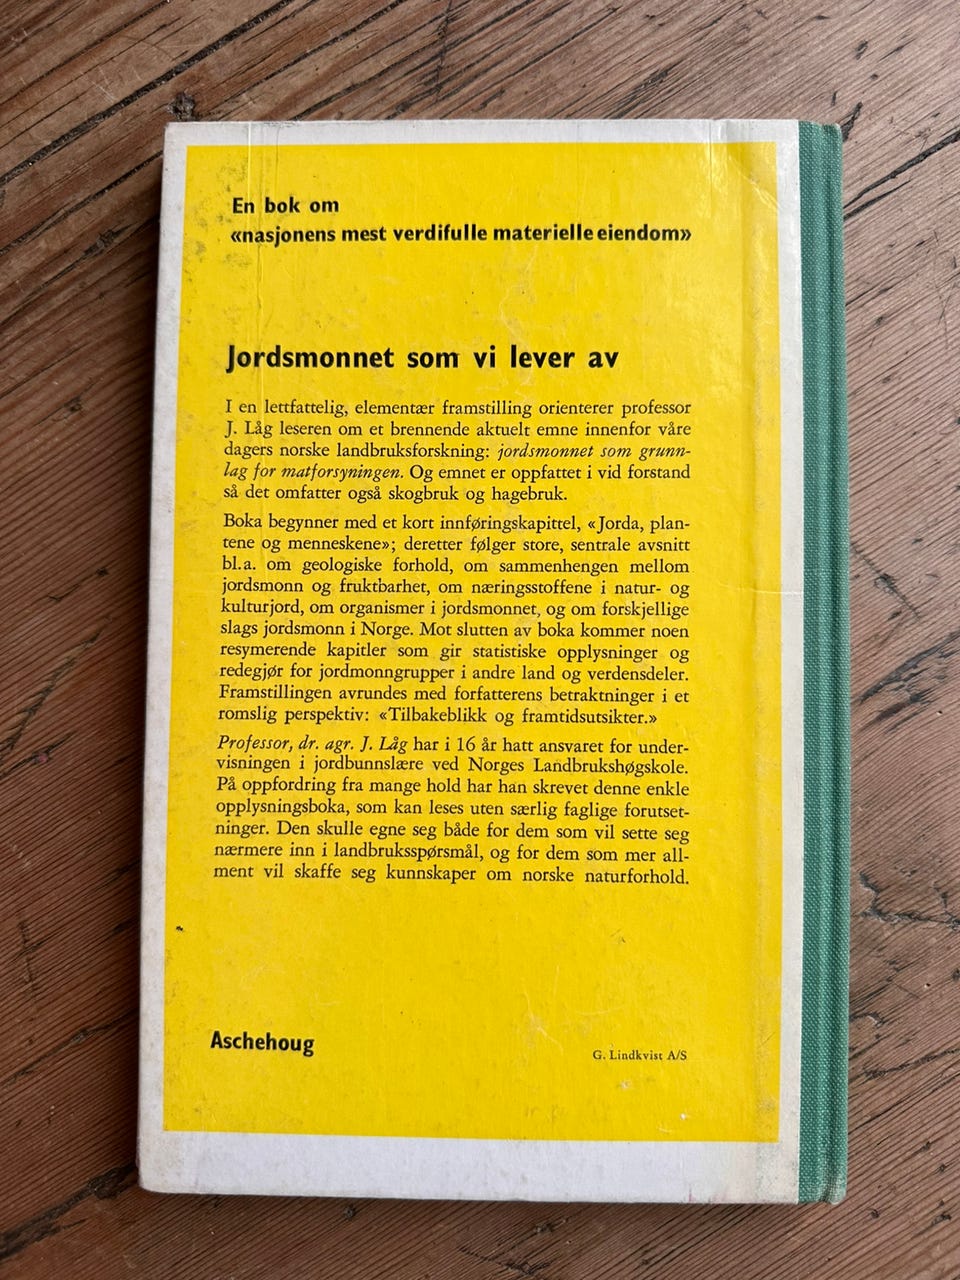 En bok om
«nasjonens mest verdifulle materielle eiendom»
Jordsmonnet som vi lever av
I en lettfattelig, elementær framstilling orienterer professor
J. Låg leseren om et brennende aktuelt emne innenfor våre
dagers norske landbruksforskning: jordsmonnet som grunn-
lag for matforsyningen. Og emnet er oppfattet i vid forstand
så det omfatter også skogbruk og hagebruk.
Boka begynner med et kort innføringskapittel, «Jorda, plan-
tene og menneskene»; deretter følger store, sentrale avsnitt
bl.a. om geologiske forhold, om sammenhengen mellom
jordsmonn og fruktbarhet, om næringsstoffene i natur- og
kulturjord, om organismer i jordsmonnet, og om forskjellige
slags jordsmonn i Norge. Mot slutten av boka kommer noen
resymerende kapitler som gir statistiske opplysninger og
redegjør for jordmonngrupper i andre land og verdensdeler.
Framstillingen avrundes med forfatterens betraktninger i et
romslig perspektiv: «Tilbakeblikk og framtidsutsikter.»
Professor, dr. agr. J. Låg har i 16 år hatt ansvaret for under-
visningen i jordbunnslære ved Norges Landbrukshøgskole.
På oppfordring fra mange hold har han skrevet denne enkle
opplysningsboka, som kan leses uten særlig faglige forutset-
ninger. Den skulle egne seg både for dem som vil sette seg
nærmere inn i landbruksspørsmål, og for dem som mer all-
ment vil skaffe seg kunnskaper om norske naturforhold.
Aschehoug
G. Lindkvist A/S